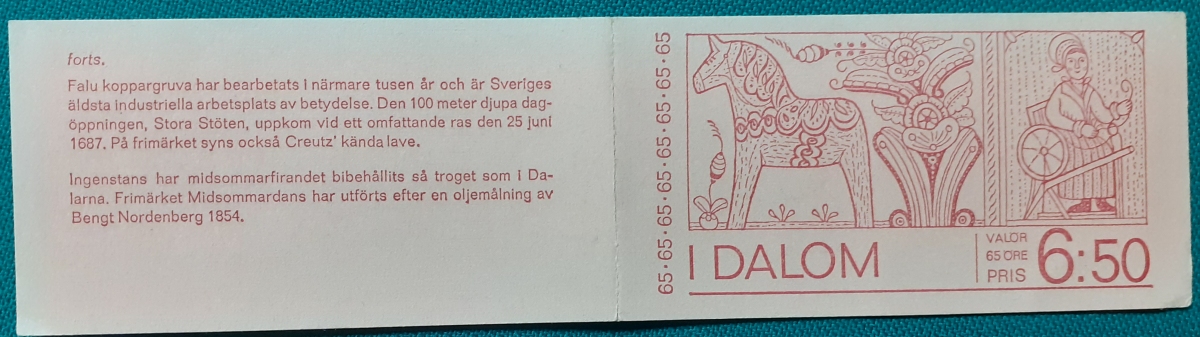 forts.
Falu koppargruva har bearbetats i närmare tusen år och är Sveriges
äldsta industriella arbetsplats av betydelse. Den 100 meter djupa dag-
öppningen, Stora Stöten, uppkom vid ett omfattande ras den 25 juni
1687. På frimärket syns också Creutz' kända lave.
Ingenstans har midsommarfirandet bibehållits så troget som i Da-
larna. Frimärket Midsommardans har utförts efter en oljemålning av
Bengt Nordenberg 1854.
65·65·65·65·65·65·65·65
I DALOM
VALÖR
65 ÖRE
PRIS
6:50